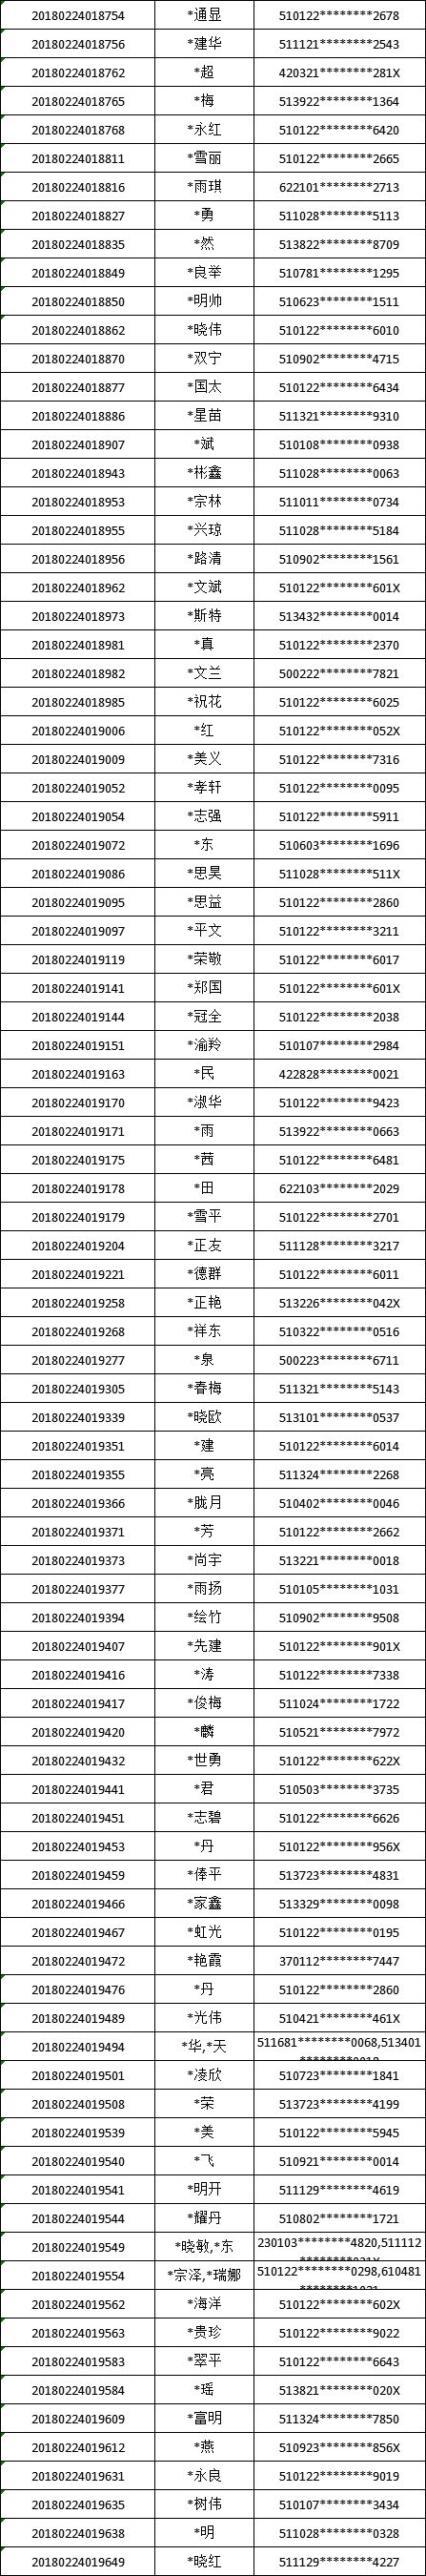 20180224018754 *通显 510122********2678
20180224018756 *建华 511121********2543
20180224018762 *超 420321********281X
20180224018765 *梅 513922********1364
20180224018768 *永红 510122********6420
20180224018811 *雪丽 510122********2665
20180224018816 *雨琪 622101********2713
20180224018827 *勇 511028********5113
20180224018835 *然 513822********8709
20180224018849 *良举 510781********1295
20180224018850 *明帅 510623********1511
20180224018862 *晓伟 510122********6010
20180224018870 *双宁 510902********4715
20180224018877 *国太 510122********6434
20180224018886 *星苗 511321********9310
20180224018907 *斌 510108********0938
20180224018943 *彬鑫 511028********0063
20180224018953 *宗林 511011********0734
20180224018955 *兴琼 511028********5184
20180224018956 *路清 510902********1561
20180224018962 *文斌 510122********601X
20180224018973 *斯特 513432********0014
20180224018981 *真 510122********2370
20180224018982 *文兰 500222********7821
20180224018985 *祝花 510122********6025
20180224019006 *红 510122********052X
20180224019009 *美义 510122********7316
20180224019052 *孝轩 510122********0095
20180224019054 *志强 510122********5911
20180224019072 *东 510603********1696
20180224019086 *思昊 511028********511X
20180224019095 *思益 510122********2860
20180224019097 *平文 510122********3211
20180224019119 *荣敏 510122********6017
20180224019141 *郑国 510122********601X
20180224019144 *冠全 510122********2038
20180224019151 *渝羚 510107********2984
20180224019163 *民 422828********0021
20180224019170 *淑华 510122********9423
20180224019171 *雨 513922********0663
20180224019175 *茜 510122********6481
20180224019178 *田 622103********2029
20180224019179 *雪平 510122********2701
20180224019204 *正友 511128********3217
20180224019221 *德群 510122********6011
20180224019258 *正艳 513226********042X
20180224019268 *祥东 510322********0516
20180224019277 *泉 500223********6711
20180224019305 *春梅 511321********5143
20180224019339 *晓欧 513101********0537
20180224019351 *建 510122********6014
20180224019355 *亮 511324********2268
20180224019366 *胧月 510402********0046
20180224019371 *芳 510122********2662
20180224019373 *尚宇 513221********0018
20180224019377 *雨扬 510105********1031
20180224019394 *绘竹 510902********9508
20180224019407 *先建 510122********901X
20180224019416 *涛 510122********7338
20180224019417 *俊梅 511024********1722
20180224019420 *麟 510521********7972
20180224019432 *世勇 510122********622X
20180224019441 *君 510503********3735
20180224019451 *志碧 510122********6626
20180224019453 *丹 510122********956X
20180224019459 *俸平 513723********4831
20180224019466 *家鑫 513329********0098
20180224019467 *虹光 510122********0195
20180224019472 *艳霞 370112********7447
20180224019476 *丹 510122********2860
20180224019489 *光伟 510421********461X
20180224019494 *华,*天 511681********0068,513401
20180224019501 *凌欣 510723********1841
20180224019508 *荣 513723********4199
20180224019539 *美 510122********5945
20180224019540 *飞 510921********0014
20180224019541 *明开 511129********4619
20180224019544 *耀丹 510802********1721
20180224019549 *晓敏,*东 230103********4820,511112
20180224019554 *宗泽,*瑞娜 510122********0298,610481
20180224019562 *海洋 510122********602X
20180224019563 *贵珍 510122********9022
20180224019583 *翠平 510122********6643
20180224019584 *瑶 513821********020X
20180224019609 *富明 511324********7850
20180224019612 *燕 510923********856X
20180224019631 *永良 510122********9019
20180224019635 *树伟 510107********3434
20180224019638 *明 511028********0328
20180224019649 *晓红 511129********4227